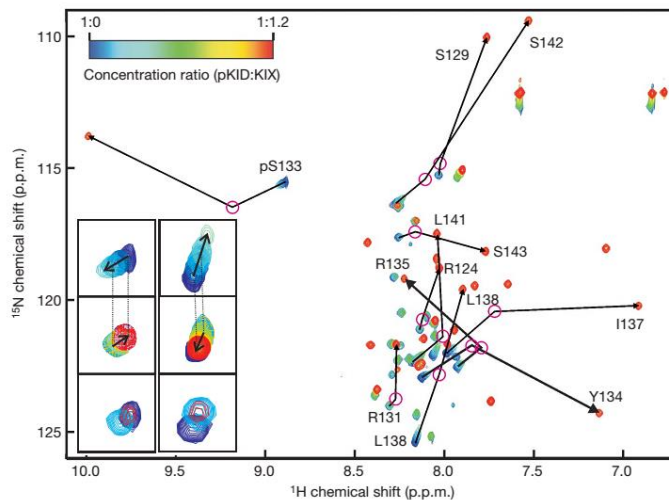 1:0 1:1.2
Concentration ratio (pKID:KIX)
110
115
120
125
¹⁵N chemical shift (p.p.m.)
S142
S129
pS133
L141
S143
R135
R124
L138
I137
Y134
R131
L138
10.0 9.5 9.0 8.5 8.0 7.5 7.0
¹H chemical shift (p.p.m.)